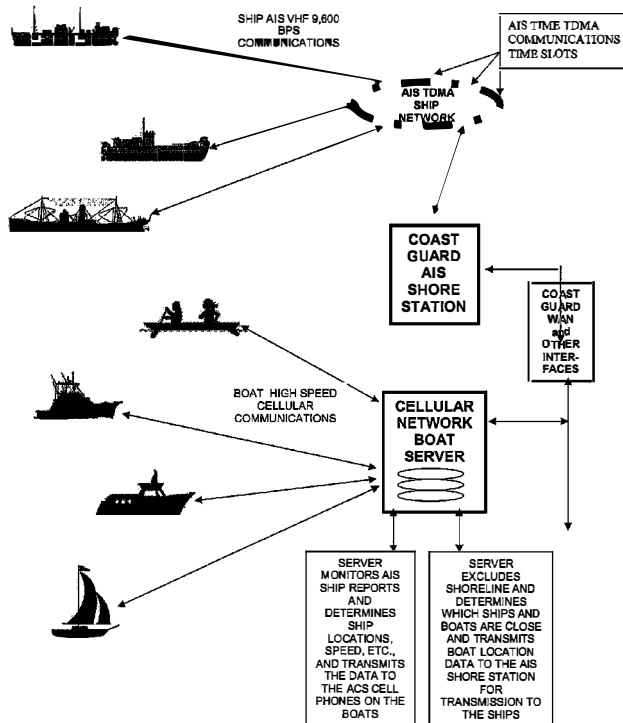 SHIP AIS VHF 9,600
BPS
COMMUNICATIONS
AIS TIME TDMA
COMMUNICATIONS
TIME SLOTS
AIS TDMA
SHIP
NETWORK
COAST
GUARD
AIS
SHORE
STATION
COAST
GUARD
WAN
and
OTHER
INTER-
FACES
BOAT HIGH SPEED
CELLULAR
COMMUNICATIONS
CELLULAR
NETWORK
BOAT
SERVER
SERVER
MONITORS AIS
SHIP REPORTS
AND
DETERMINES
SHIP
LOCATIONS,
SPEED, ETC.,
AND TRANSMITS
THE DATA TO
THE ACS CELL
PHONES ON THE
BOATS
SERVER
EXCLUDES
SHORELINE AND
DETERMINES
WHICH SHIPS AND
BOATS ARE CLOSE
AND TRANSMITS
BOAT LOCATION
DATA TO THE AIS
SHORE STATION
FOR
TRANSMISSION TO
THE SHIPS